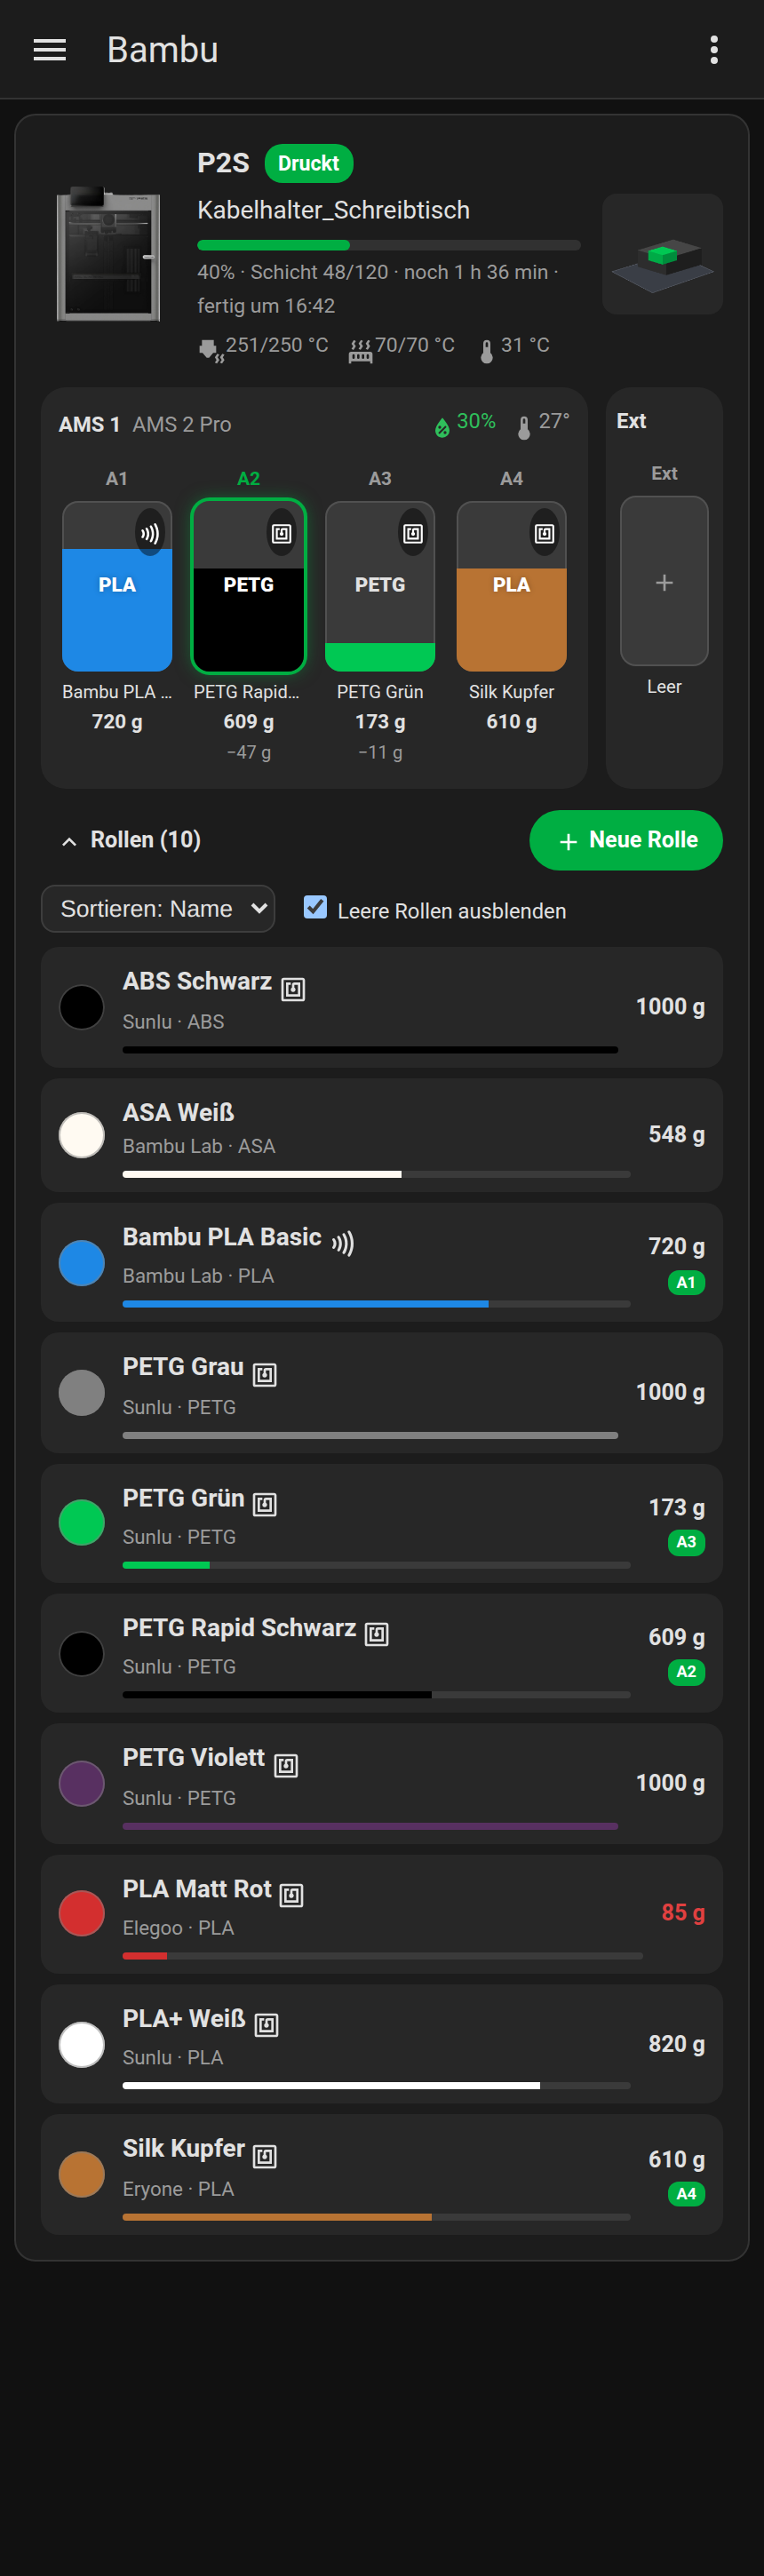 Bambu
P2S Druckt
Kabelhalter_Schreibtisch
40% · Schicht 48/120 · noch 1 h 36 min ·
fertig um 16:42
251/250 °C 70/70 °C 31 °C
AMS 1 AMS 2 Pro 30% 27°
A1 A2 A3 A4
PLA PETG PETG PLA
Bambu PLA ... PETG Rapid... PETG Grün Silk Kupfer
720 g 609 g 173 g 610 g
−47 g −11 g
Ext
Ext
+
Leer
Rollen (10) + Neue Rolle
Sortieren: Name Leere Rollen ausblenden
ABS Schwarz
Sunlu · ABS
1000 g
ASA Weiß
Bambu Lab · ASA
548 g
Bambu PLA Basic
Bambu Lab · PLA
720 g
A1
PETG Grau
Sunlu · PETG
1000 g
PETG Grün
Sunlu · PETG
173 g
A3
PETG Rapid Schwarz
Sunlu · PETG
609 g
A2
PETG Violett
Sunlu · PETG
1000 g
PLA Matt Rot
Elegoo · PLA
85 g
PLA+ Weiß
Sunlu · PLA
820 g
Silk Kupfer
Eryone · PLA
610 g
A4